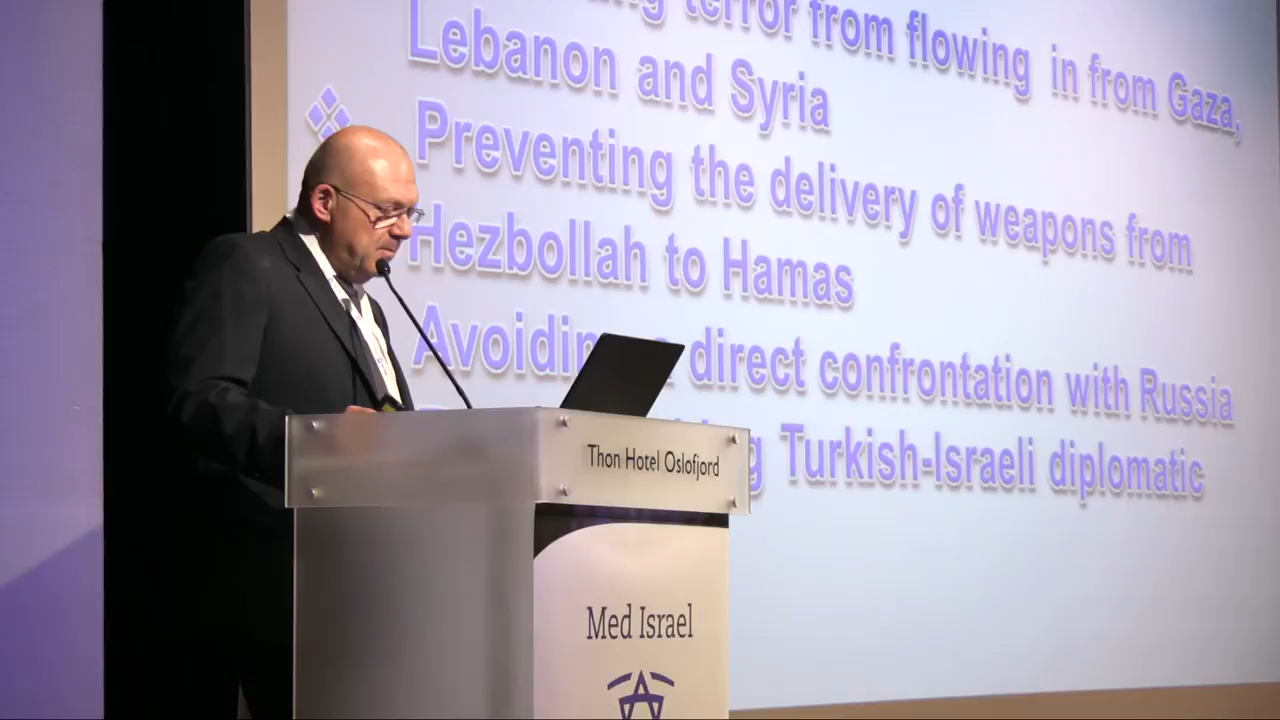 terror from flowing in from Gaza,
Lebanon and Syria
Preventing the delivery of weapons from
Hezbollah to Hamas
direct confrontation with Russia
Turkish-Israeli diplomatic
Thon Hotel Oslofjord
Med Israel